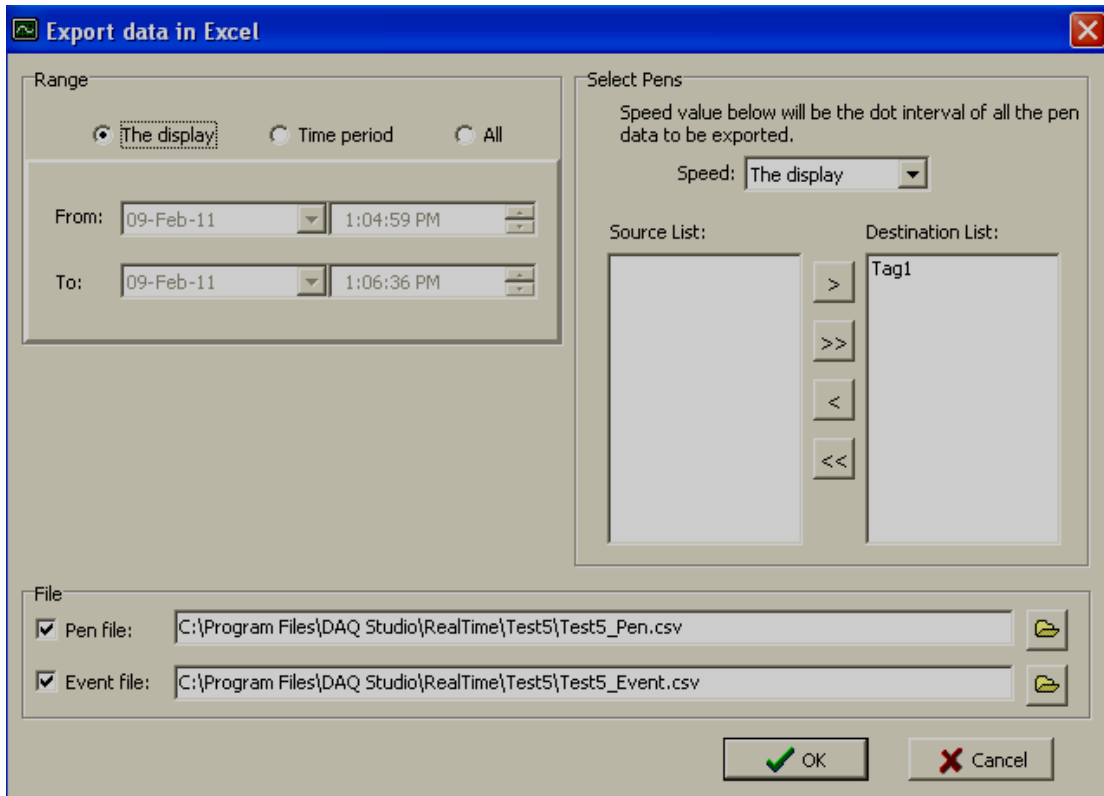 Export data in Excel
Range
The display
Time period
All
From:
09-Feb-11
1:04:59 PM
To:
09-Feb-11
1:06:36 PM
Select Pens
Speed value below will be the dot interval of all the pen
data to be exported.
Speed:
The display
Source List:
Destination List:
Tag1
>
>>
<
<<
File
Pen file:
C:\Program Files\DAQ Studio\RealTime\Test5\Test5_Pen.csv
Event file:
C:\Program Files\DAQ Studio\RealTime\Test5\Test5_Event.csv
OK
Cancel